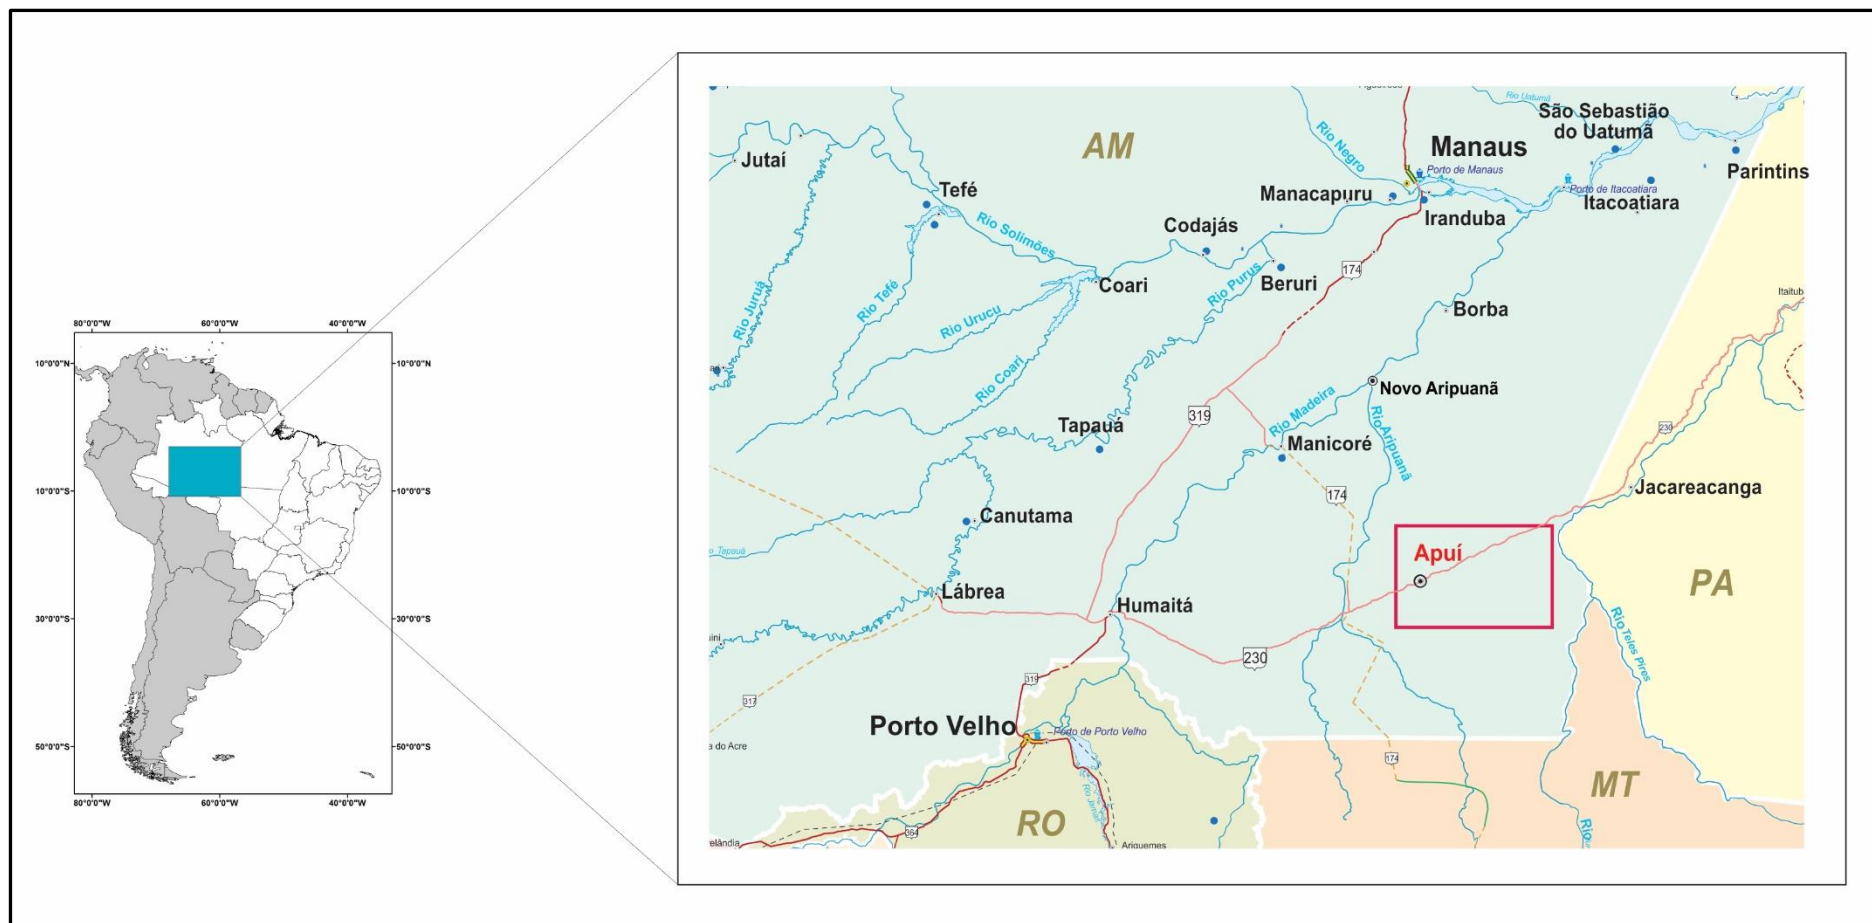 80°0'0"W
60°0'0"W
40°0'0"W
10°0'0"N
10°0'0"N
10°0'0"S
10°0'0"S
30°0'0"S
30°0'0"S
50°0'0"S
50°0'0"S
80°0'0"W
60°0'0"W
40°0'0"W
AM
Rio Uatumã
São Sebastião
do Uatumã
Jutaí
Rio Negro
Manaus
Porto de Manaus
Parintins
Tefé
Manacapuru
Iranduba
Porto de Itacoatiara
Itacoatiara
Rio Solimões
Codajás
174
Rio Juruá
Rio Tefé
Coari
Rio Purus
Beruri
Rio Urucu
Borba
Itaitub
Rio Coari
Novo Aripuanã
319
Rio Madeira
Rio Aripuanã
Tapauá
Manicoré
230
174
Jacareacanga
Canutama
o Tapauá
Apuí
PA
Lábrea
Humaitá
uini
230
Rio Teles Pires
319
317
Porto Velho
Porto de Porto Velho
a do Acre
174
MT
RO
364
elândia
Ariquemes